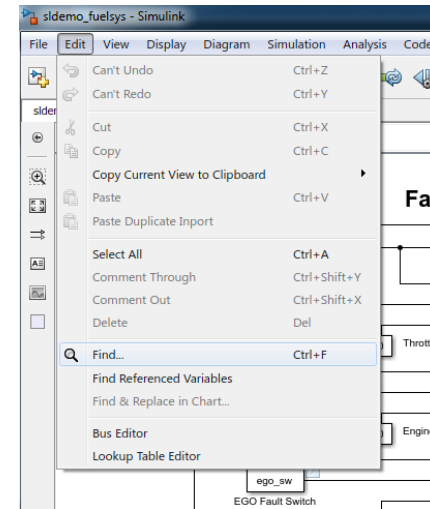 sldemo_fuelsys - Simulink
File Edit View Display Diagram Simulation Analysis Code
Can't Undo Ctrl+Z
Can't Redo Ctrl+Y
Cut Ctrl+X
Copy Ctrl+C
Copy Current View to Clipboard
Paste Ctrl+V
Paste Duplicate Inport
Select All Ctrl+A
Comment Through Ctrl+Shift+Y
Comment Out Ctrl+Shift+X
Delete Del
Find... Ctrl+F
Find Referenced Variables
Find & Replace in Chart...
Bus Editor
Lookup Table Editor
slder
Fa
Thrott
Engin
ego_sw
EGO Fault Switch